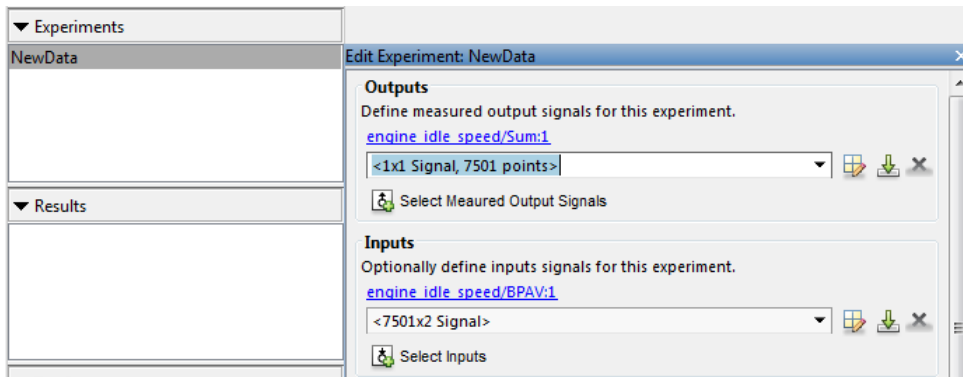 Experiments
NewData
Results
Edit Experiment: NewData
Outputs
Define measured output signals for this experiment.
engine_idle_speed/Sum:1
<1x1 Signal, 7501 points>
Select Meaured Output Signals
Inputs
Optionally define inputs signals for this experiment.
engine_idle_speed/BPAV:1
<7501x2 Signal>
Select Inputs